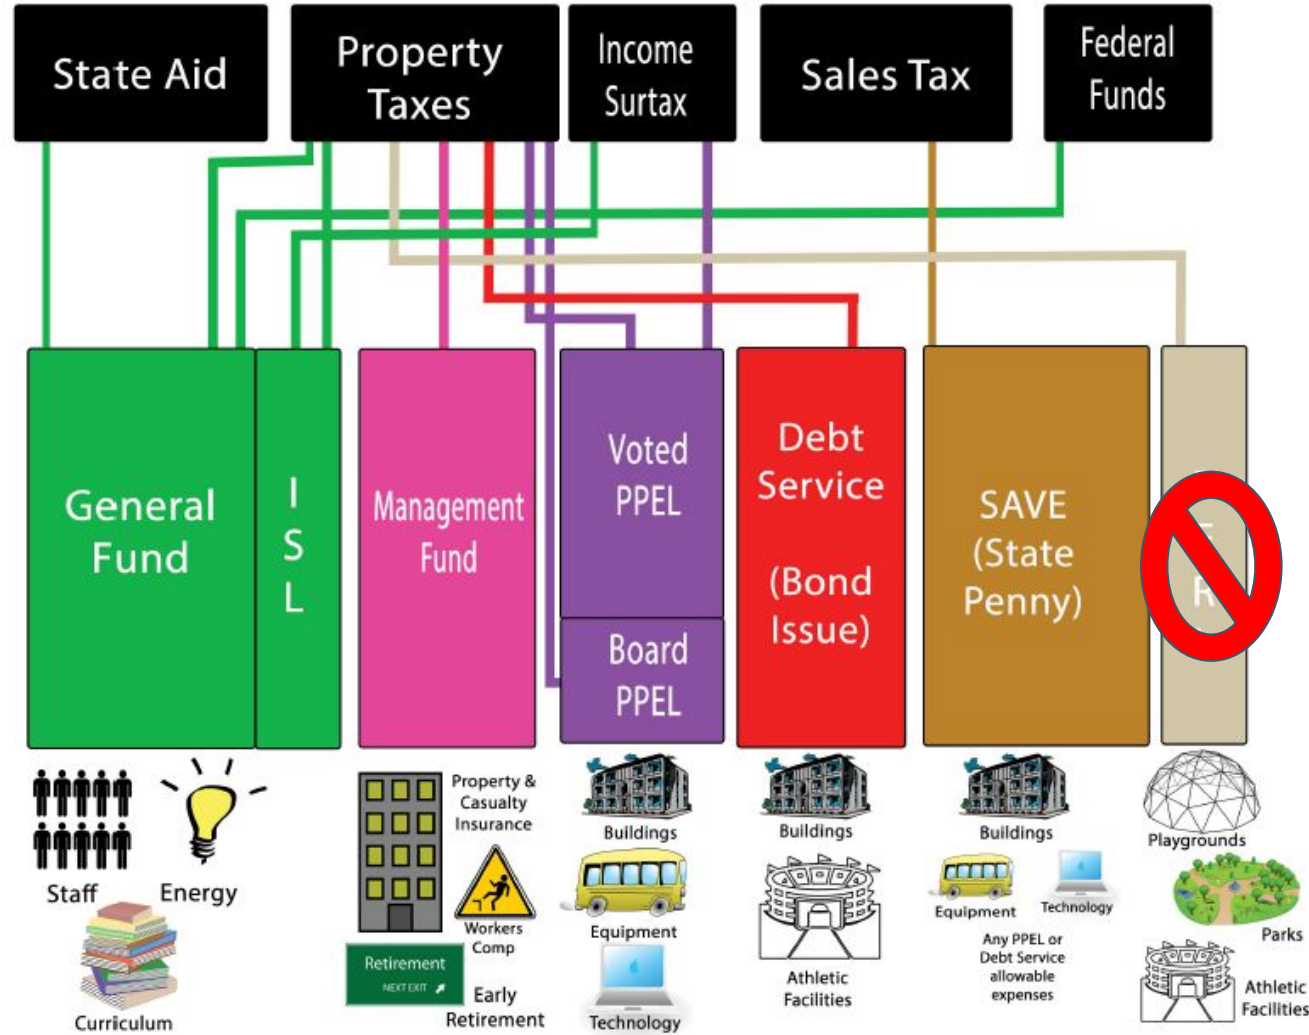 State Aid
Property
Taxes
Income
Surtax
Sales Tax
Federal
Funds
General
Fund
I
S
L
Management
Fund
Voted
PPEL
Board
PPEL
Debt
Service
(Bond
Issue)
SAVE
(State
Penny)
R
Staff
Energy
Curriculum
Property &
Casualty
Insurance
Workers
Comp
Retirement
NEXT EXIT
Early
Retirement
Buildings
Equipment
Technology
Buildings
Athletic
Facilities
Buildings
Equipment
Technology
Any PPEL or
Debt Service
allowable
expenses
Playgrounds
Parks
Athletic
Facilities